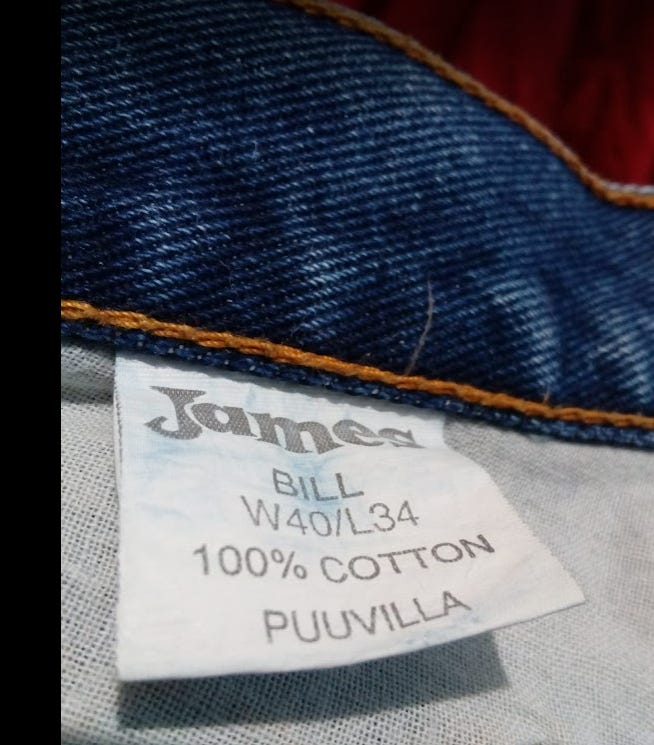 James
BILL
W40/L34
100% COTTON
PUUVILLA